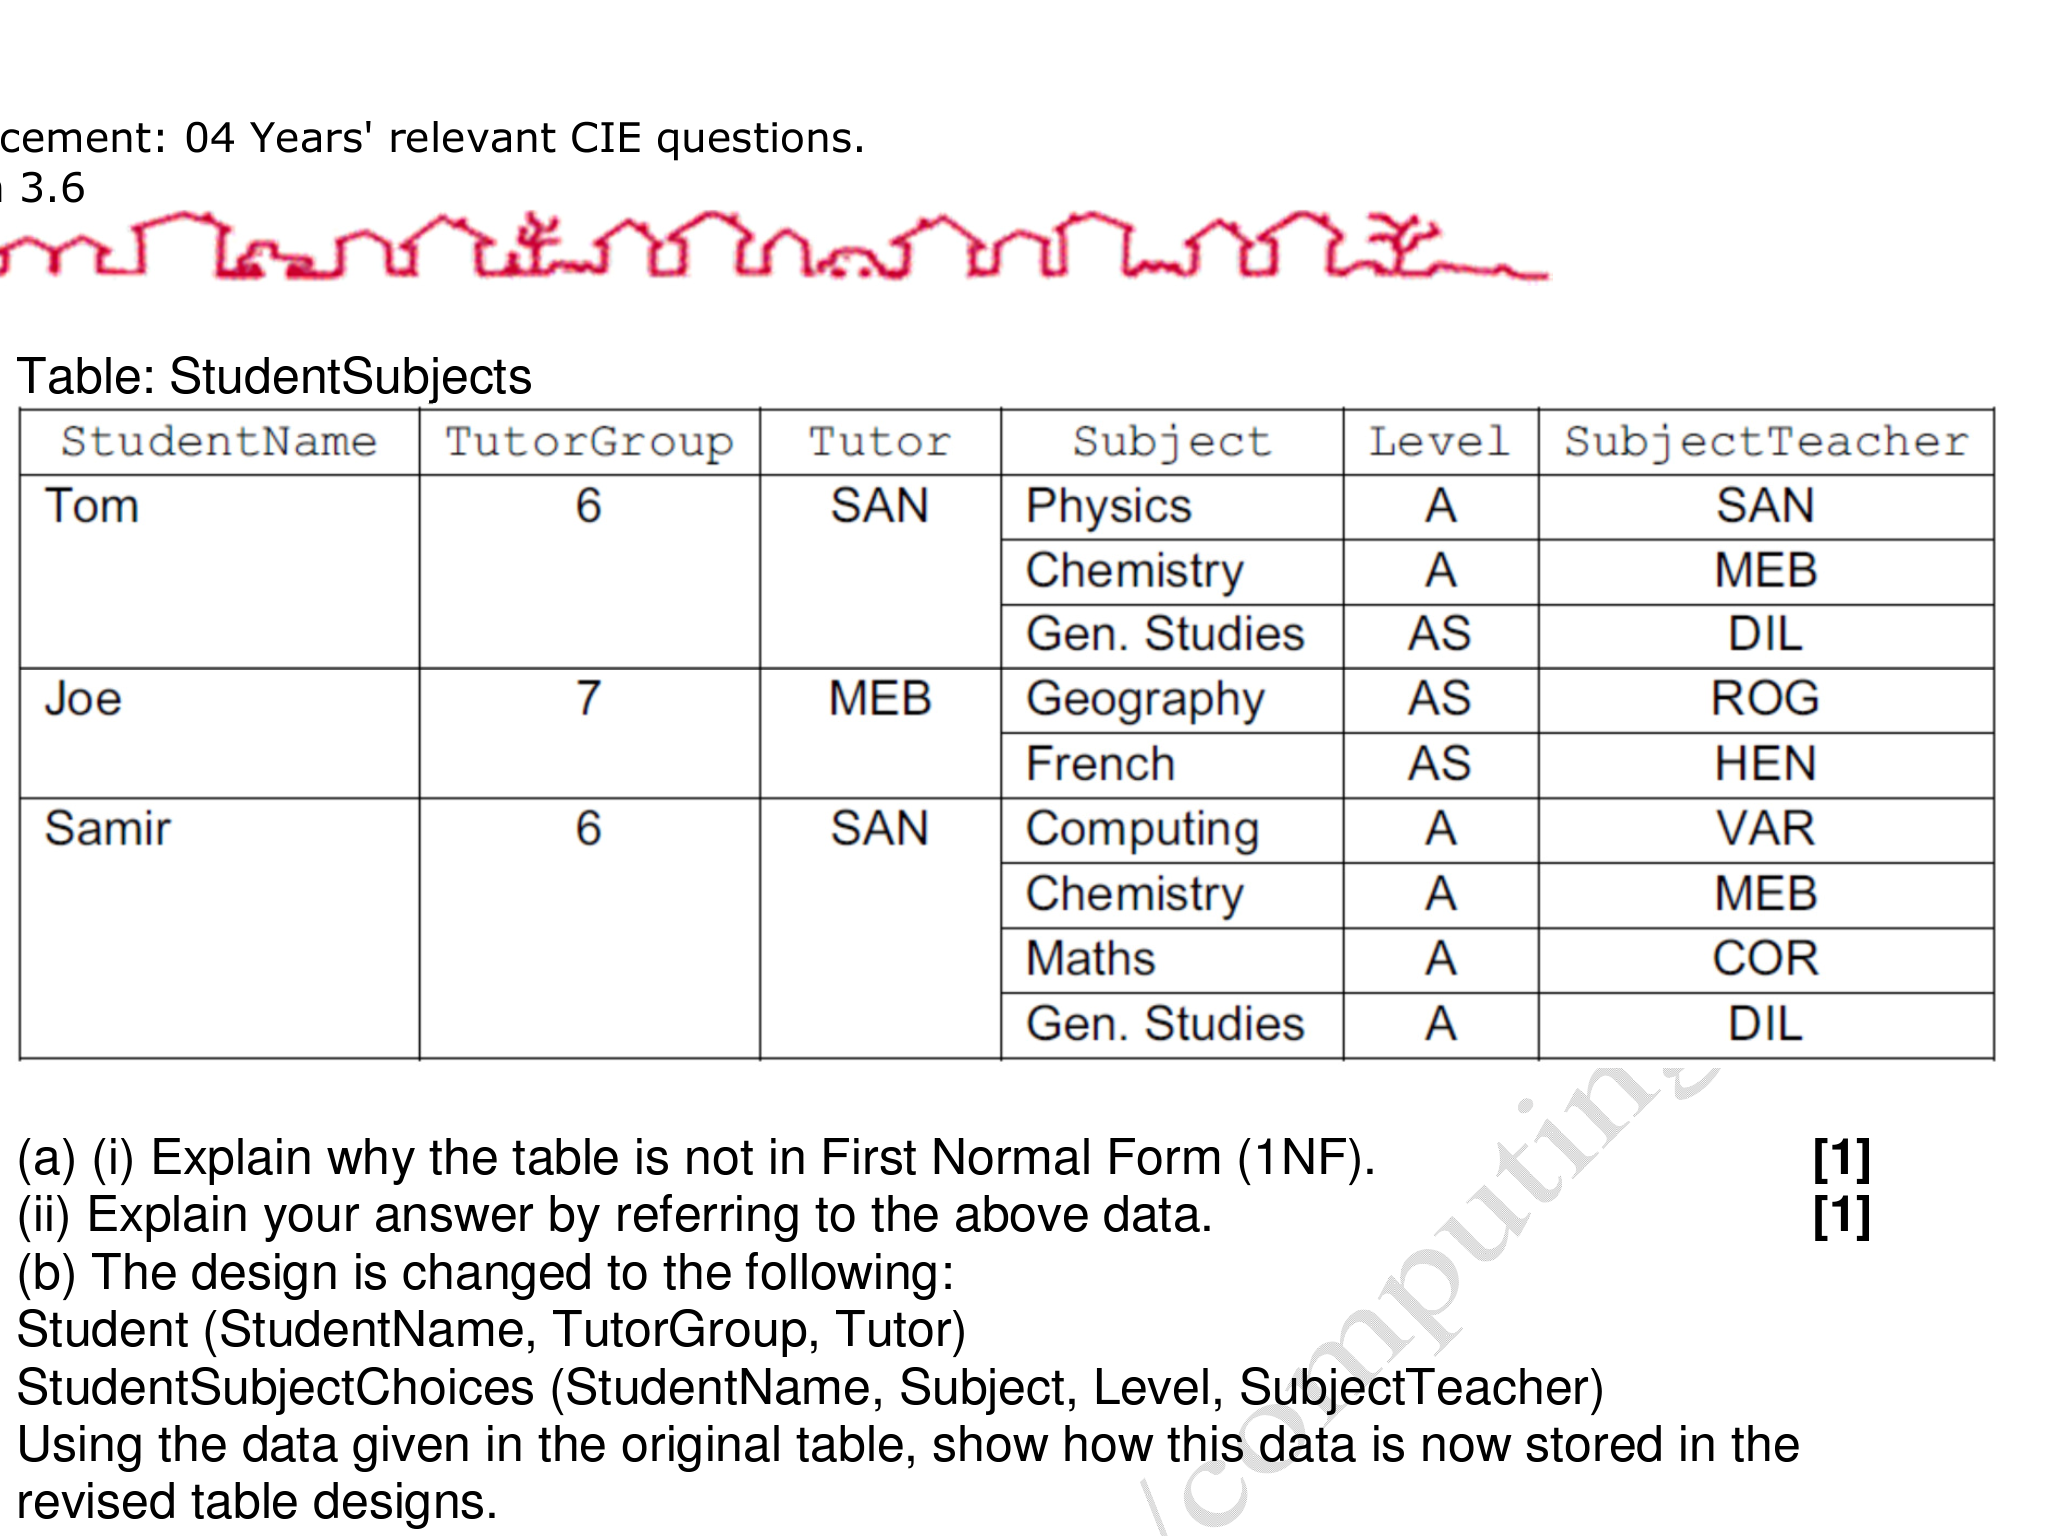 cement: 04 Years' relevant CIE questions.
3.6
Table: StudentSubjects
StudentName TutorGroup Tutor Subject Level SubjectTeacher
Tom 6 SAN Physics A SAN
Chemistry A MEB
Gen. Studies AS DIL
Joe 7 MEB Geography AS ROG
French AS HEN
Samir 6 SAN Computing A VAR
Chemistry A MEB
Maths A COR
Gen. Studies A DIL
(a) (i) Explain why the table is not in First Normal Form (1NF). [1]
(ii) Explain your answer by referring to the above data. [1]
(b) The design is changed to the following:
Student (StudentName, TutorGroup, Tutor)
StudentSubjectChoices (StudentName, Subject, Level, SubjectTeacher)
Using the data given in the original table, show how this data is now stored in the
revised table designs.
/computing